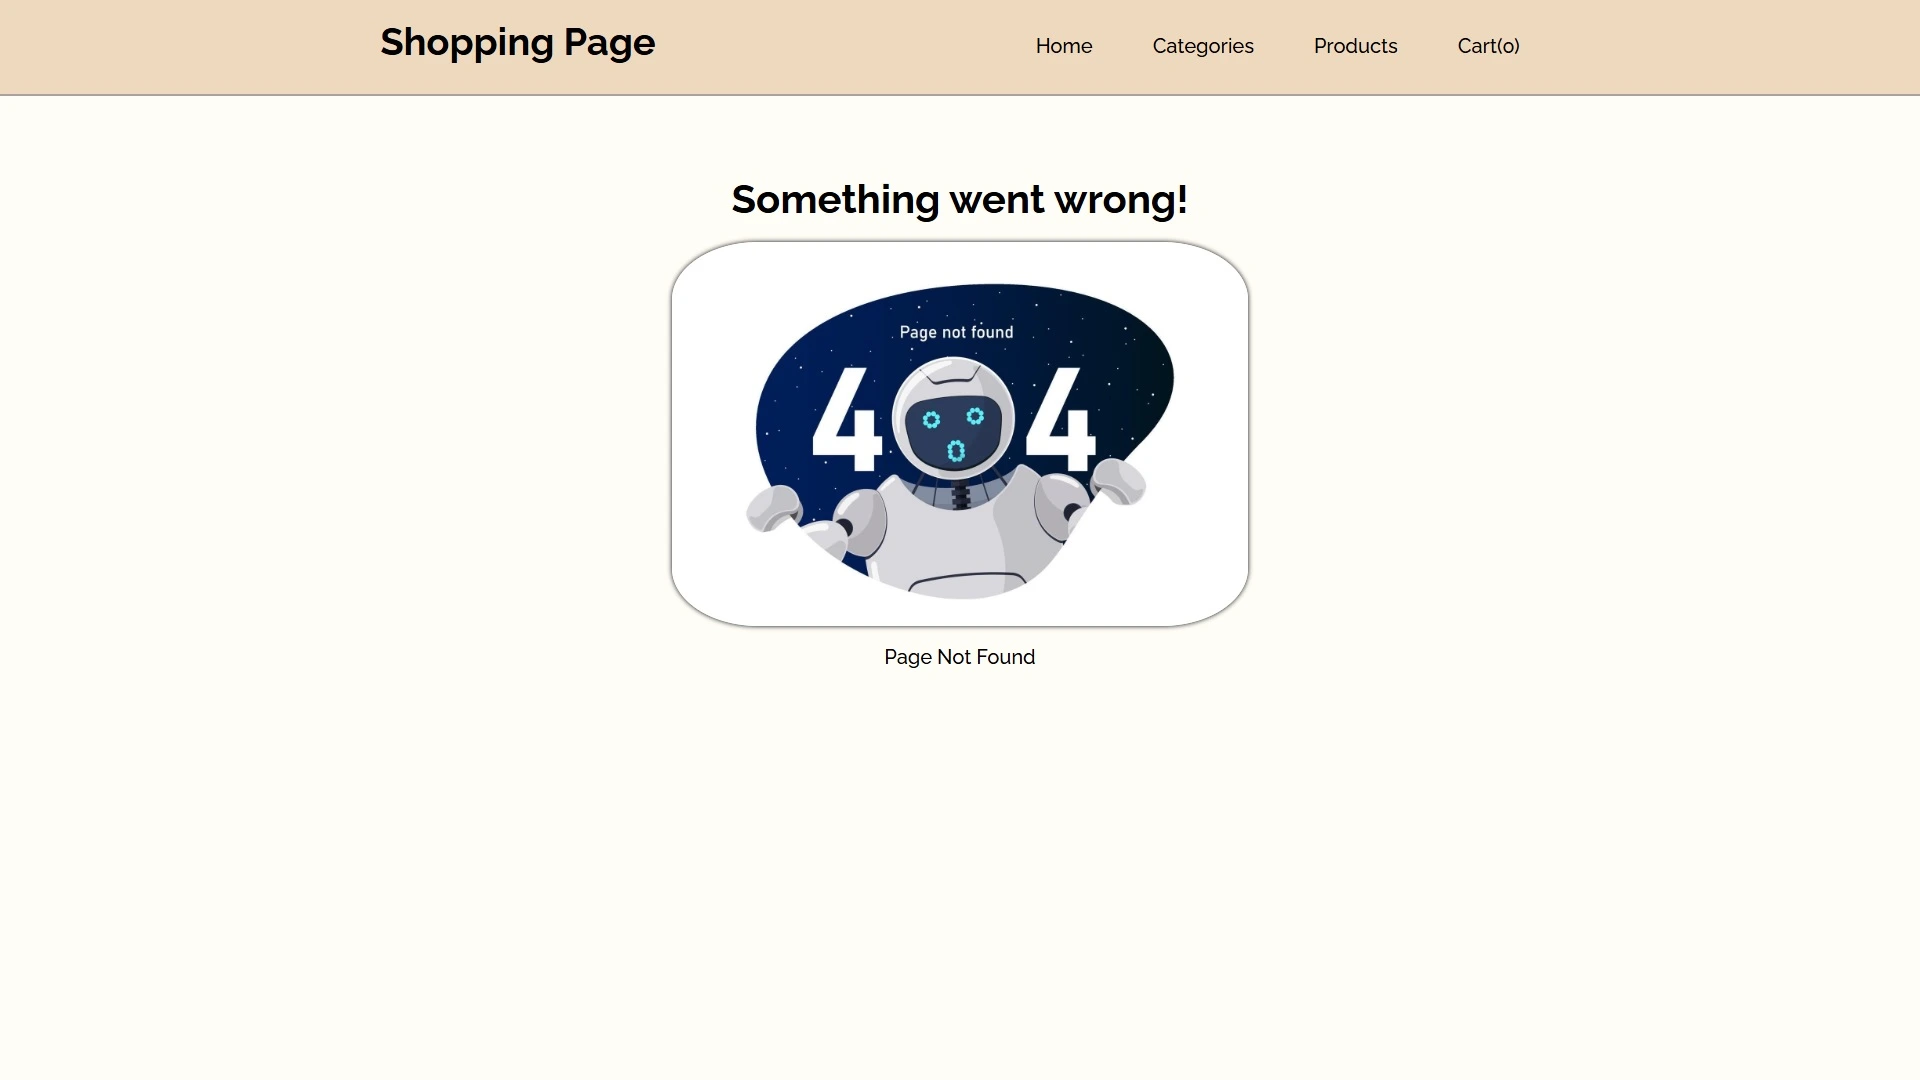 Shopping Page
Home Categories Products Cart(0)
Something went wrong!
Page not found
4 4
Page Not Found